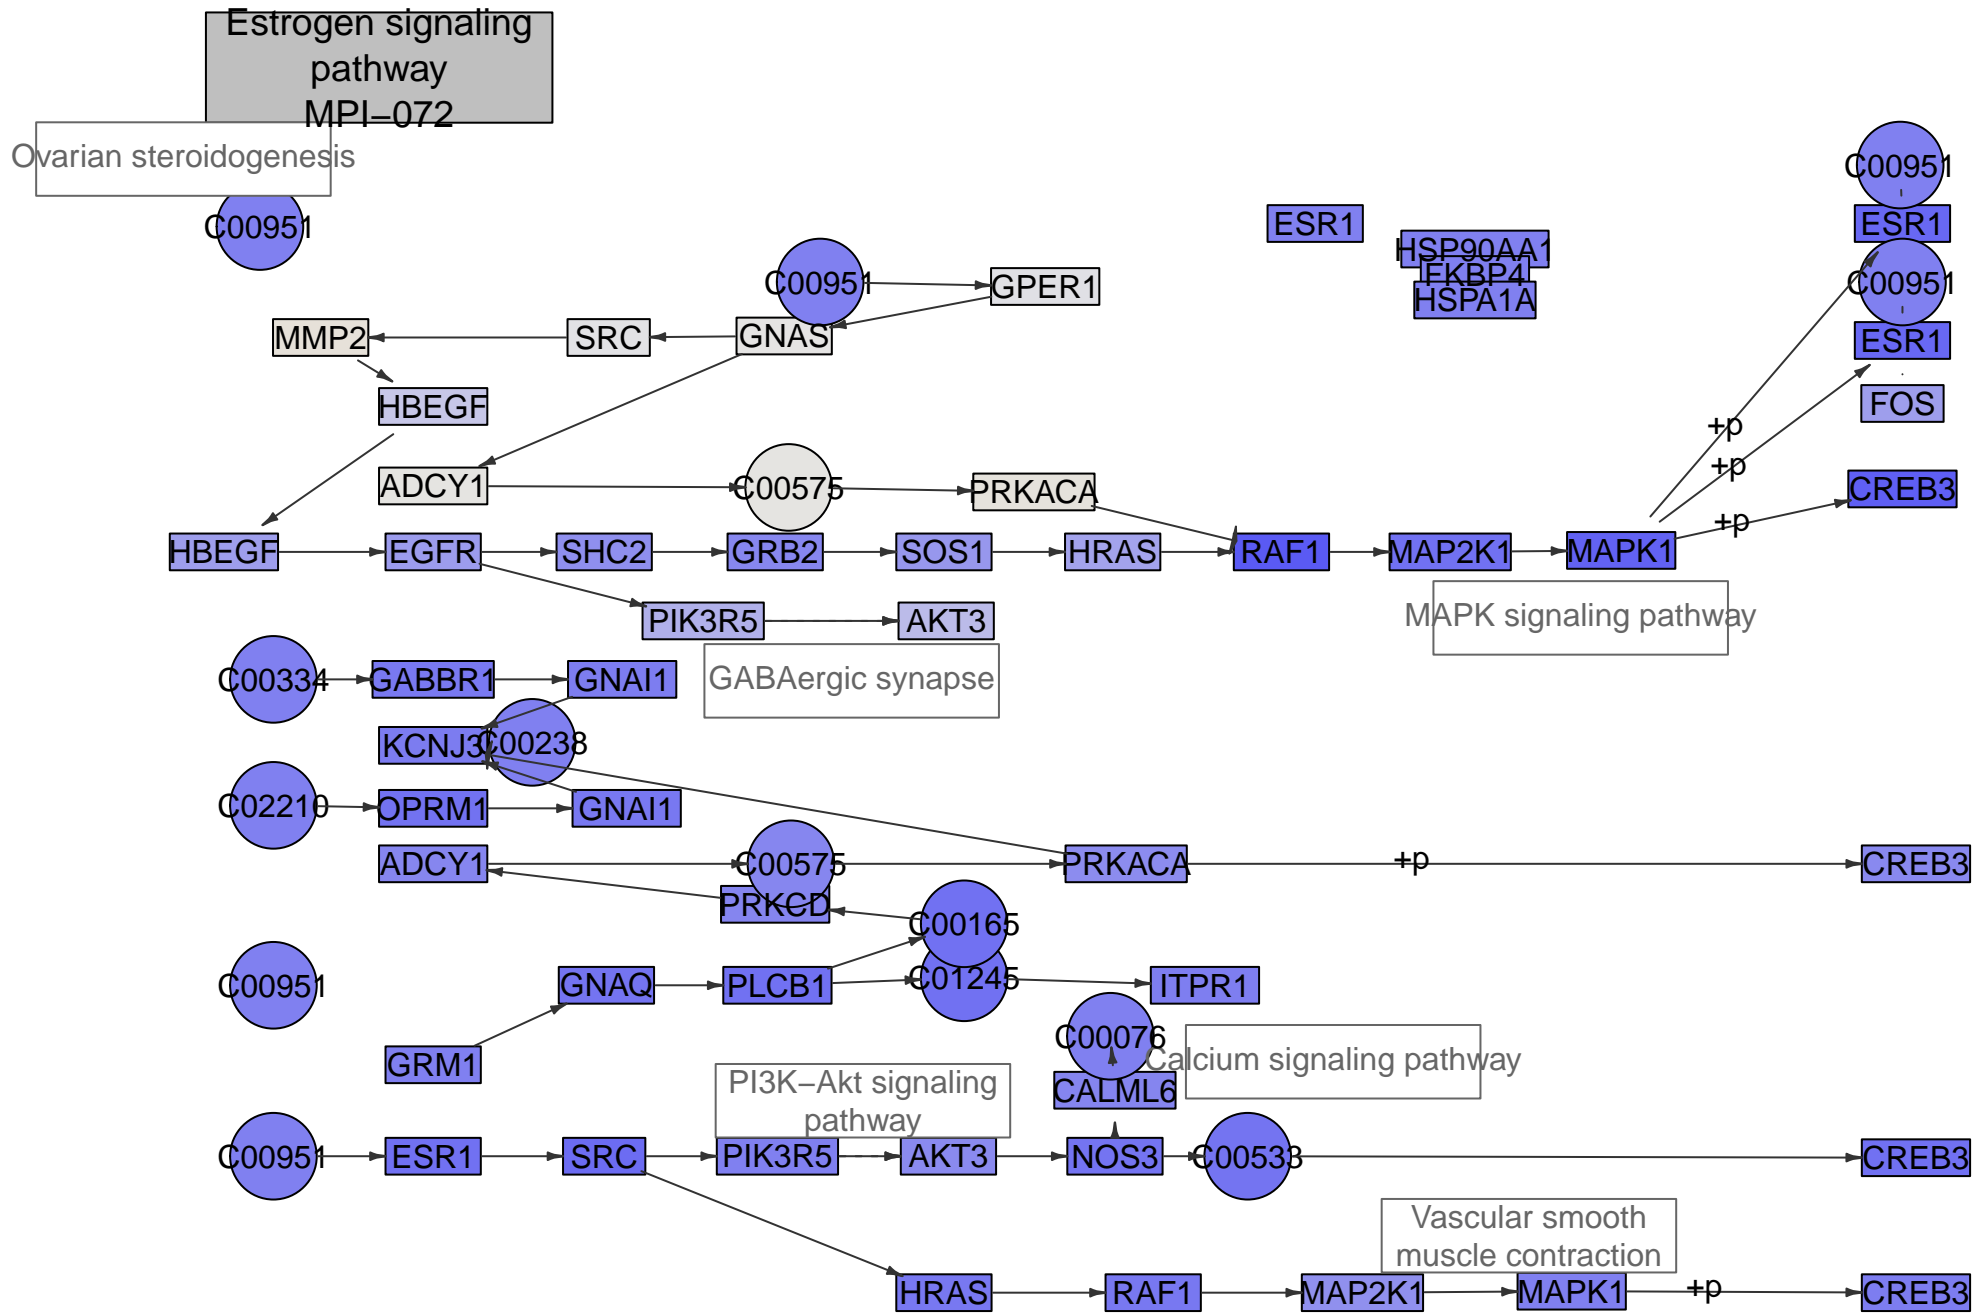 Estrogen signaling
pathway
MPI−072
Ovarian steroidogenesis
C00951
C00951
ESR1
C00951
ESR1
HSP90AA1
FKBP4
HSPA1A
C00951
GPER1
C00951
ESR1
MMP2
SRC
GNAS
HBEGF
FOS
+p
+p
ADCY1
C00575
PRKACA
CREB3
+p
HBEGF
EGFR
SHC2
GRB2
SOS1
HRAS
RAF1
MAP2K1
MAPK1
PIK3R5
AKT3
MAPK signaling pathway
C00334
GABBR1
GNAI1
GABAergic synapse
KCNJ3
C00238
C02210
OPRM1
GNAI1
ADCY1
C00575
PRKACA
+p
CREB3
PRKCD
C00165
C00951
GNAQ
PLCB1
C01245
ITPR1
C00076
Calcium signaling pathway
GRM1
CALML6
PI3K−Akt signaling
pathway
C00951
ESR1
SRC
PIK3R5
AKT3
NOS3
C00533
CREB3
Vascular smooth
muscle contraction
HRAS
RAF1
MAP2K1
MAPK1
+p
CREB3